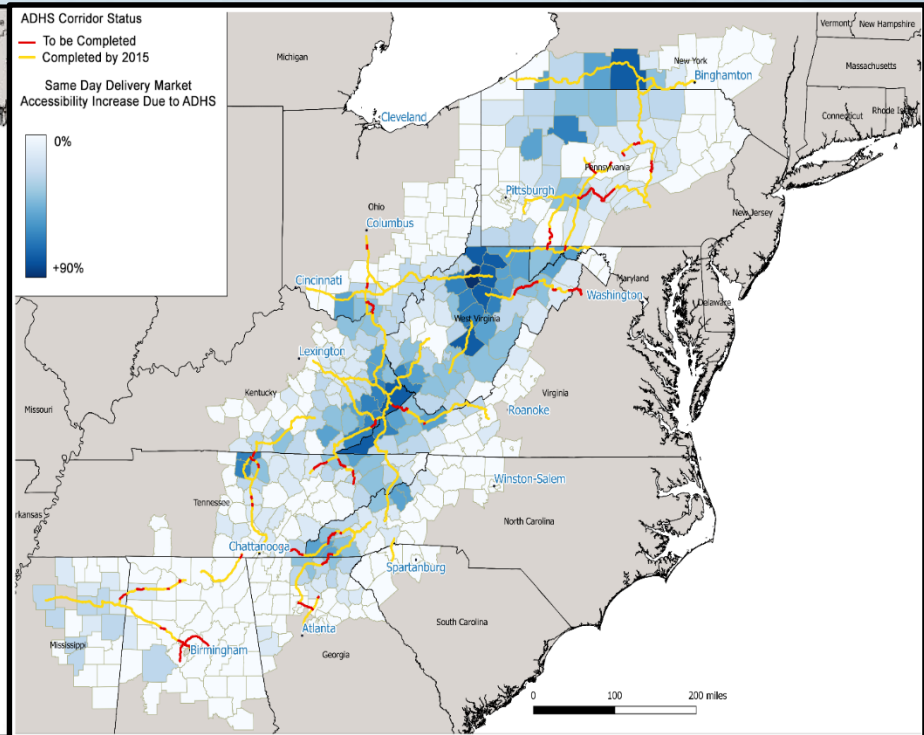 ADHS Corridor Status
To be Completed
Completed by 2015
Same Day Delivery Market
Accessibility Increase Due to ADHS
0%
+90%
Michigan
Vermont
New Hampshire
New York
Binghamton
Massachusetts
Connecticut
Rhode Isl
Cleveland
Pennsylvania
Pittsburgh
New Jersey
Ohio
Columbus
Cincinnati
Maryland
Washington
Delaware
West Virginia
Lexington
Kentucky
Virginia
Roanoke
Missouri
Winston-Salem
Tennessee
rkansas
North Carolina
Chattanooga
Spartanburg
South Carolina
Atlanta
Mississippi
Birmingham
Georgia
0 100 200 miles